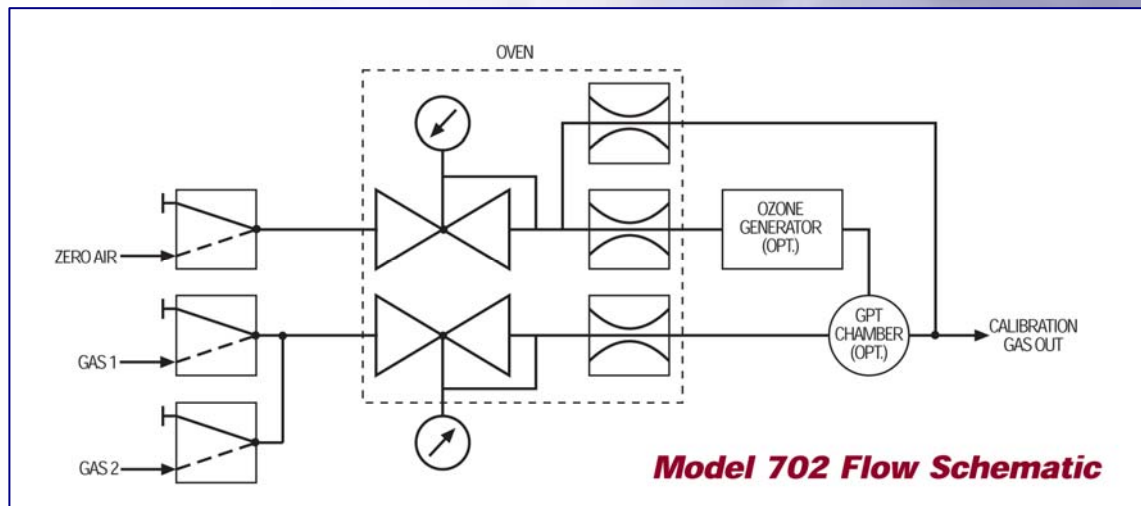 OVEN
ZERO AIR
OZONE
GENERATOR
(OPT.)
GAS 1
GPT
CHAMBER
(OPT.)
CALIBRATION
GAS OUT
GAS 2
Model 702 Flow Schematic